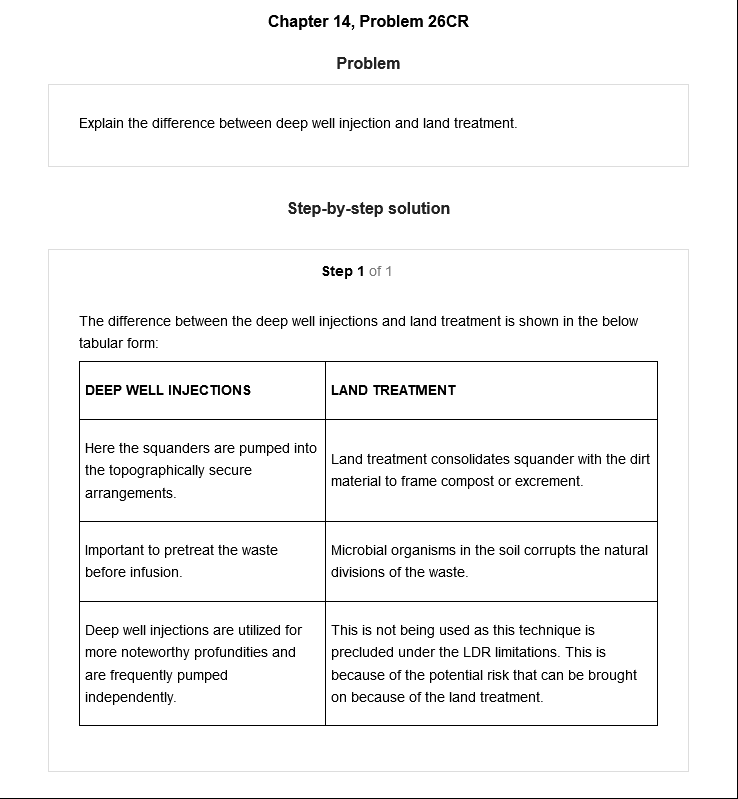 Chapter 14, Problem 26CR
Problem
Explain the difference between deep well injection and land treatment.
Step-by-step solution
Step 1 of 1
The difference between the deep well injections and land treatment is shown in the below
tabular form:
DEEP WELL INJECTIONS
LAND TREATMENT
Here the squanders are pumped into
the topographically secure
arrangements.
Land treatment consolidates squander with the dirt
material to frame compost or excrement.
Important to pretreat the waste
before infusion.
Microbial organisms in the soil corrupts the natural
divisions of the waste.
Deep well injections are utilized for
more noteworthy profundities and
are frequently pumped
independently.
This is not being used as this technique is
precluded under the LDR limitations. This is
because of the potential risk that can be brought
on because of the land treatment.